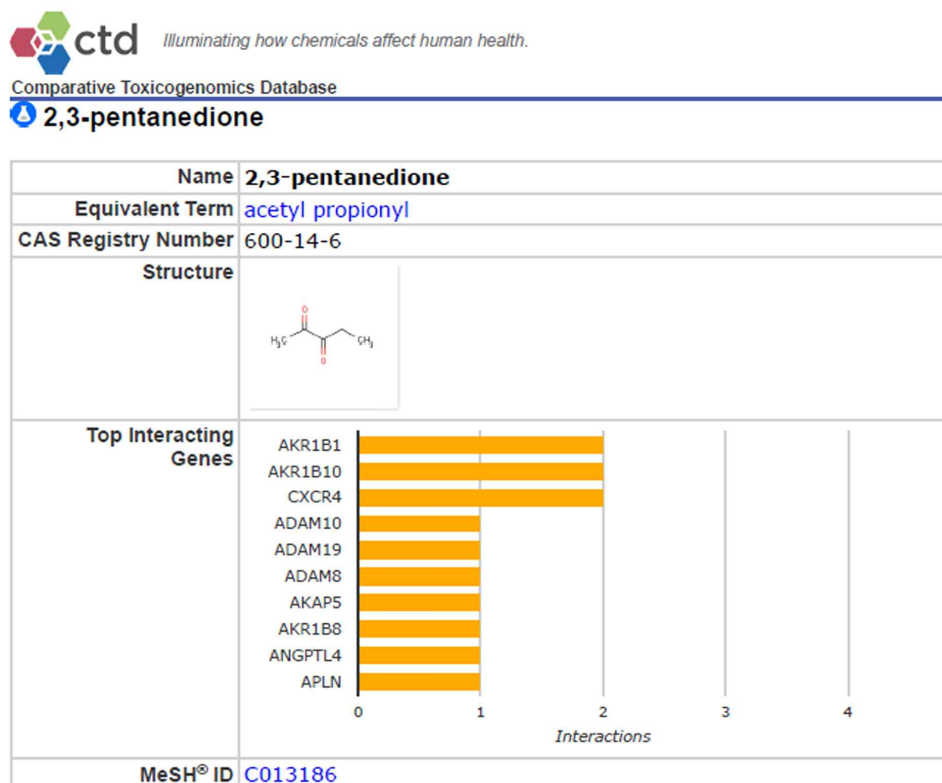 ctd Illuminating how chemicals affect human health.
Comparative Toxicogenomics Database
2,3-pentanedione
Name 2,3-pentanedione
Equivalent Term acetyl propionyl
CAS Registry Number 600-14-6
Structure
O
H₃C
CH₃
O
Top Interacting
Genes
AKR1B1
AKR1B10
CXCR4
ADAM10
ADAM19
ADAM8
AKAP5
AKR1B8
ANGPTL4
APLN
0 1 2 3 4
Interactions
MeSH® ID C013186